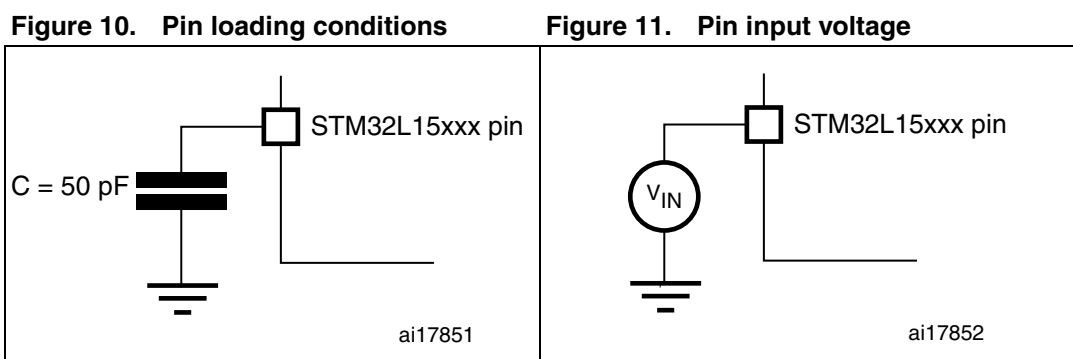 Figure 10. Pin loading conditions
Figure 11. Pin input voltage
STM32L15xxx pin
C = 50 pF
ai17851
STM32L15xxx pin
VIN
ai17852